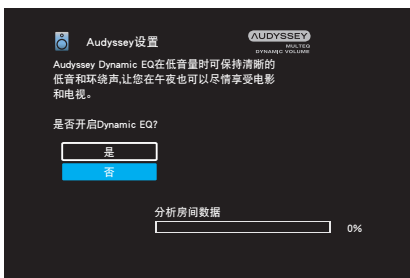 Audyssey设置
AUDYSSEY
MULTEQ
DYNAMIC VOLUME
Audyssey Dynamic EQ在低音量时可保持清晰的
低音和环绕声,让您在午夜也可以尽情享受电影
和电视。
是否开启Dynamic EQ?
是
否
分析房间数据
0%